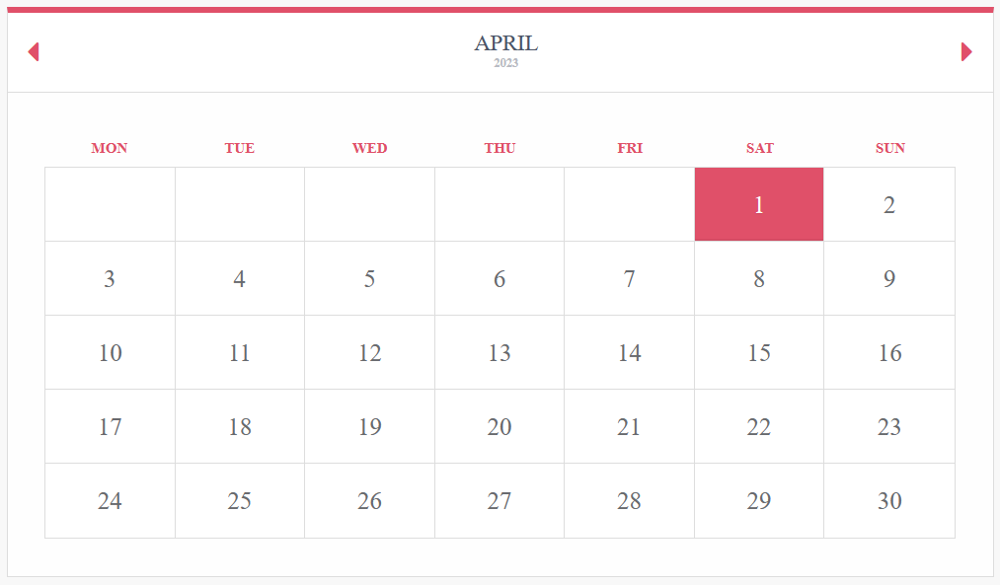 APRIL
2023
MON TUE WED THU FRI SAT SUN
1 2
3 4 5 6 7 8 9
10 11 12 13 14 15 16
17 18 19 20 21 22 23
24 25 26 27 28 29 30